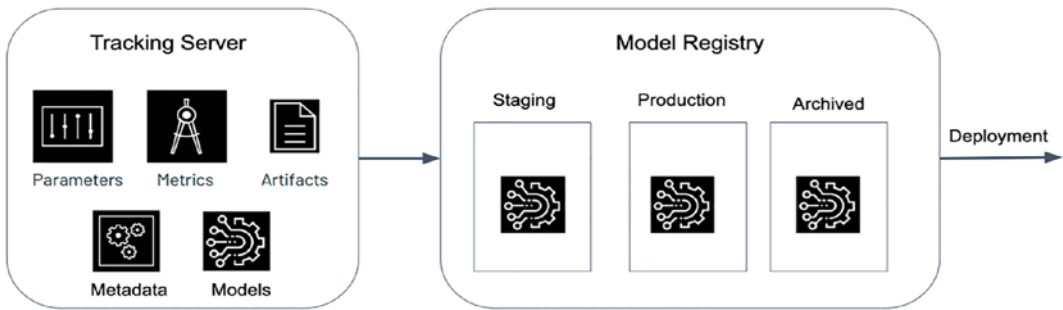 Tracking Server
Parameters
Metrics
Artifacts
Metadata
Models
Model Registry
Staging
Production
Archived
Deployment